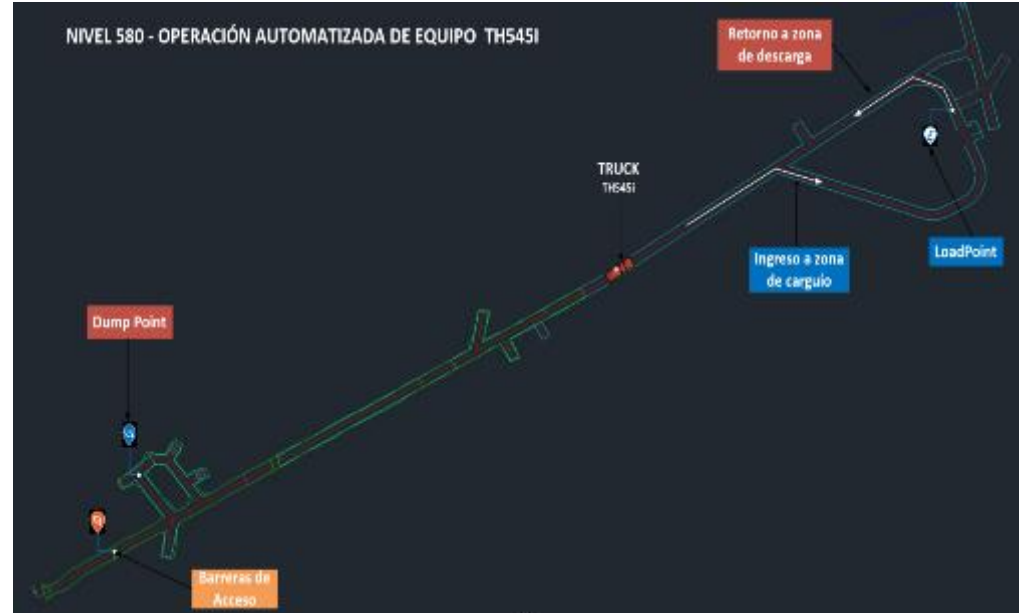 NIVEL 580 - OPERACIÓN AUTOMATIZADA DE EQUIPO TH545I
Retorno a zona
de descarga
TRUCK
TH545i
LoadPoint
Ingreso a zona
de carguio
Dump Point
Barreras de
Acceso